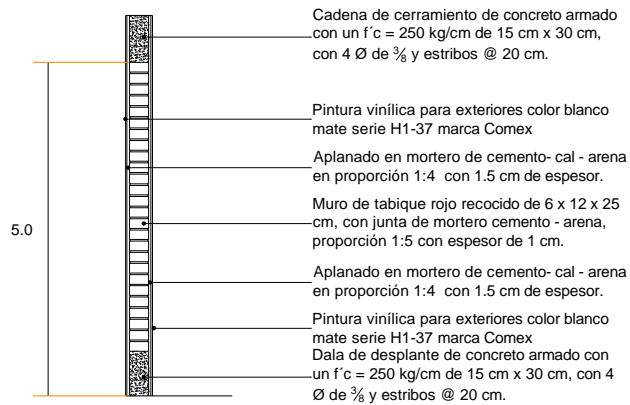 Cadena de cerramiento de concreto armado
con un f´c = 250 kg/cm de 15 cm x 30 cm,
con 4 Ø de ⅜ y estribos @ 20 cm.
Pintura vinílica para exteriores color blanco
mate serie H1-37 marca Comex
Aplanado en mortero de cemento- cal - arena
en proporción 1:4 con 1.5 cm de espesor.
Muro de tabique rojo recocido de 6 x 12 x 25
cm, con junta de mortero cemento - arena,
proporción 1:5 con espesor de 1 cm.
5.0
Aplanado en mortero de cemento- cal - arena
en proporción 1:4 con 1.5 cm de espesor.
Pintura vinílica para exteriores color blanco
mate serie H1-37 marca Comex
Dala de desplante de concreto armado con
un f´c = 250 kg/cm de 15 cm x 30 cm, con 4
Ø de ⅜ y estribos @ 20 cm.